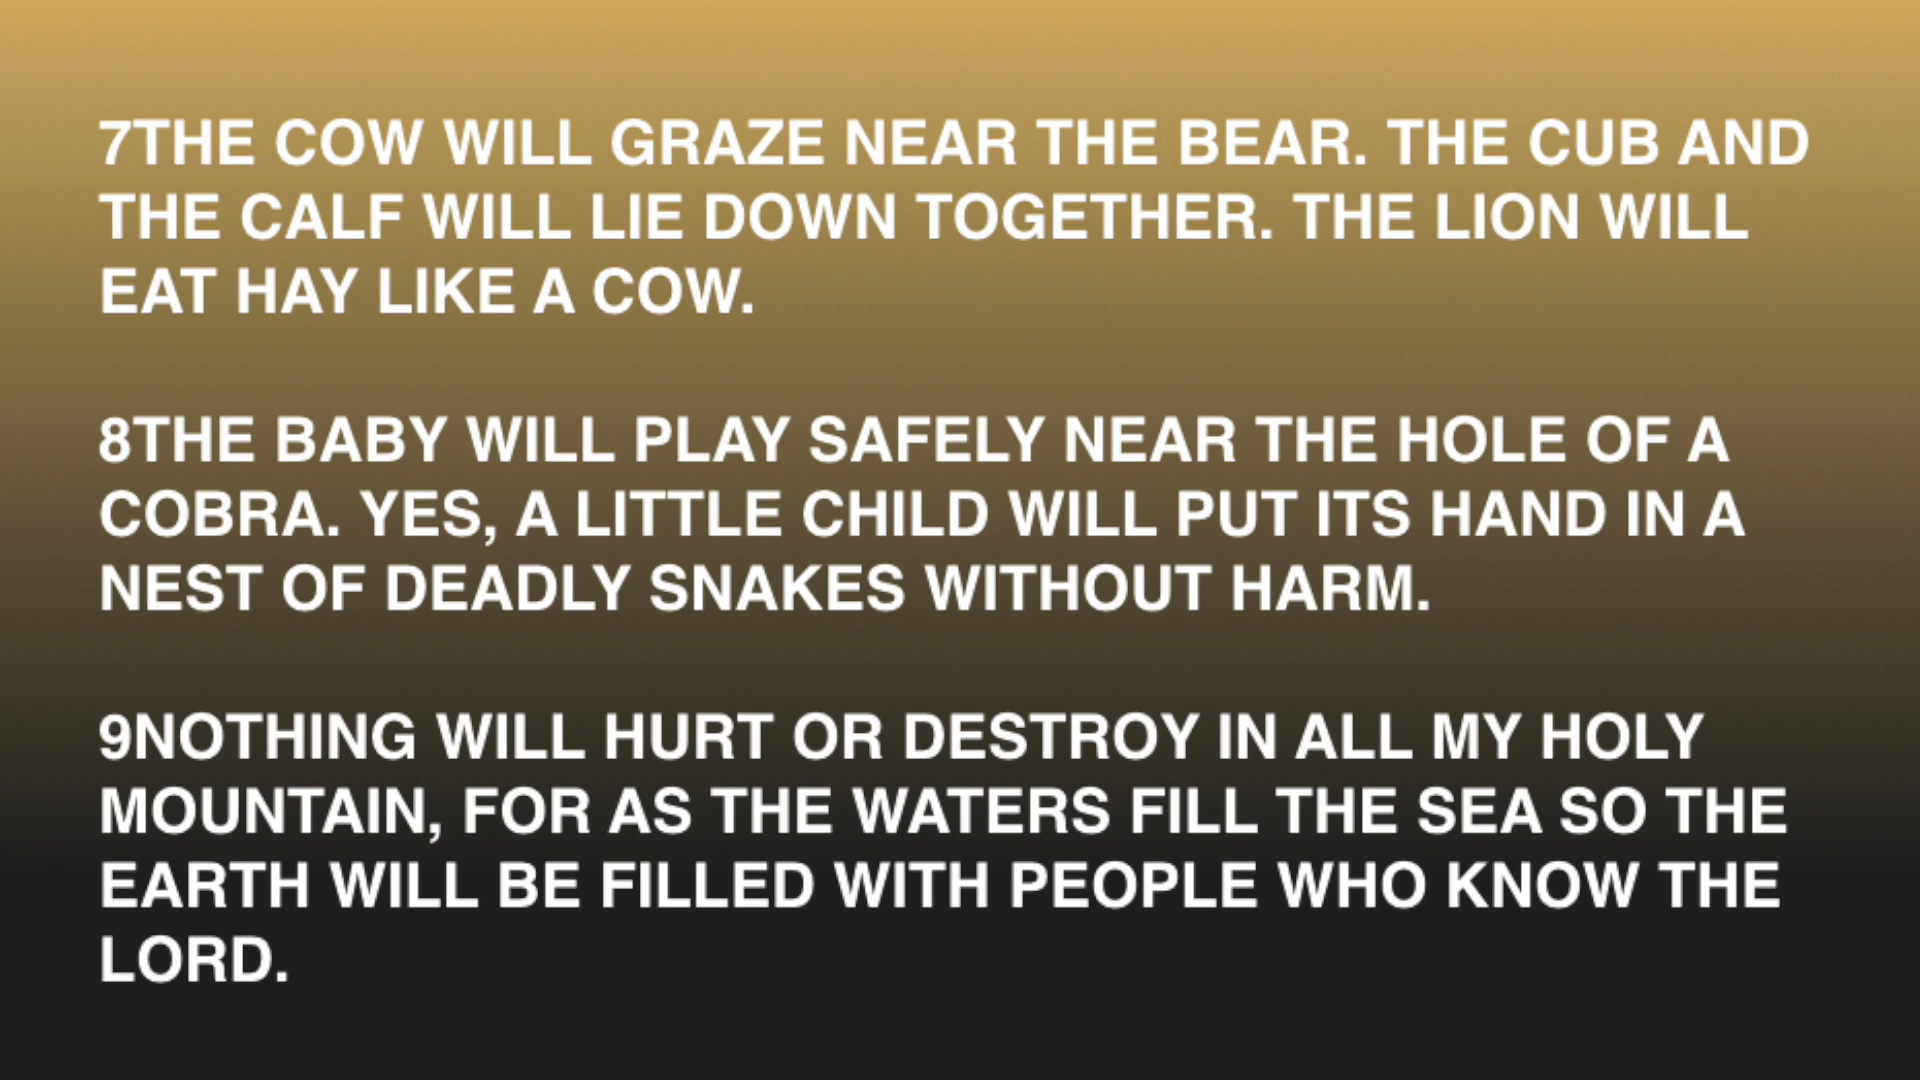 7THE COW WILL GRAZE NEAR THE BEAR. THE CUB AND
THE CALF WILL LIE DOWN TOGETHER. THE LION WILL
EAT HAY LIKE A COW.
8THE BABY WILL PLAY SAFELY NEAR THE HOLE OF A
COBRA. YES, A LITTLE CHILD WILL PUT ITS HAND IN A
NEST OF DEADLY SNAKES WITHOUT HARM.
9NOTHING WILL HURT OR DESTROY IN ALL MY HOLY
MOUNTAIN, FOR AS THE WATERS FILL THE SEA SO THE
EARTH WILL BE FILLED WITH PEOPLE WHO KNOW THE
LORD.